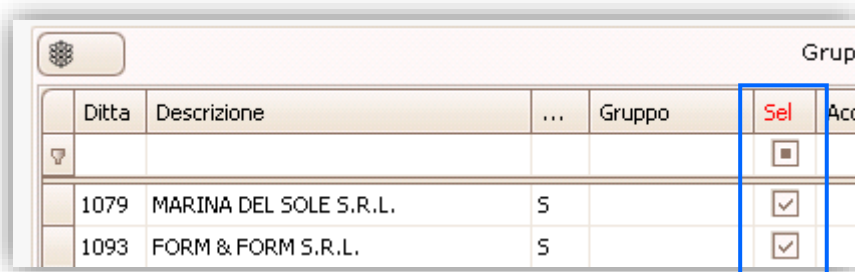 Grup
Ditta Descrizione ... Gruppo Sel Acc
1079 MARINA DEL SOLE S.R.L. S
1093 FORM & FORM S.R.L. S